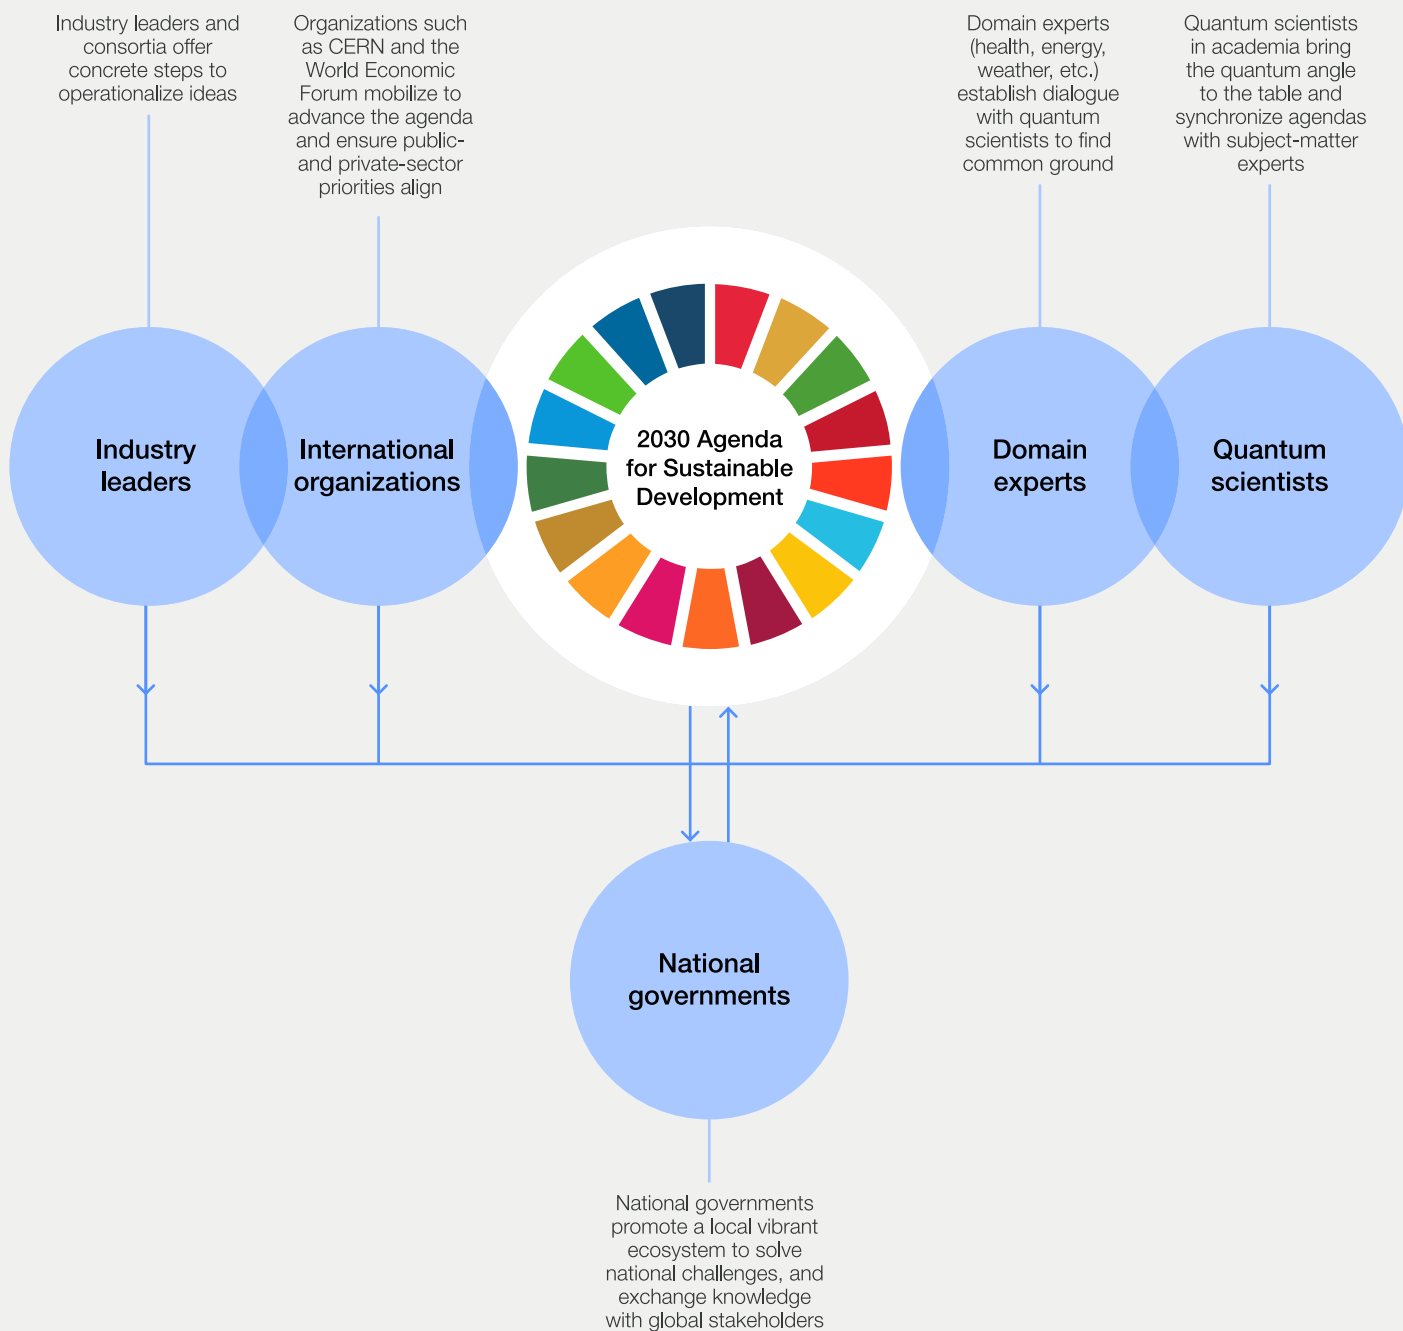 Industry leaders and
consortia offer
concrete steps to
operationalize ideas
Organizations such
as CERN and the
World Economic
Forum mobilize to
advance the agenda
and ensure public-
and private-sector
priorities align
Domain experts
(health, energy,
weather, etc.)
establish dialogue
with quantum
scientists to find
common ground
Quantum scientists
in academia bring
the quantum angle
to the table and
synchronize agendas
with subject-matter
experts
Industry
leaders
International
organizations
2030 Agenda
for Sustainable
Development
Domain
experts
Quantum
scientists
National
governments
National governments
promote a local vibrant
ecosystem to solve
national challenges, and
exchange knowledge
with global stakeholders